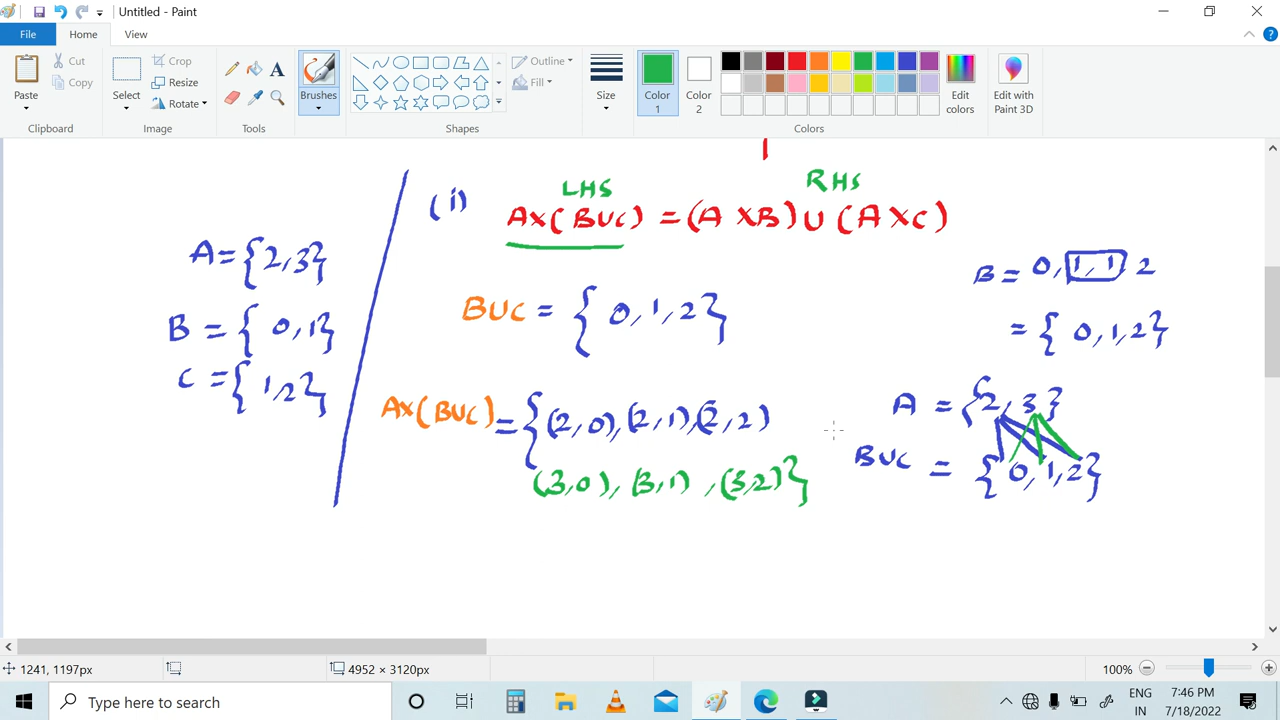 Untitled - Paint
File
Home
View
Paste
Cut
Copy
Clipboard
Select
Crop
Resize
Rotate
Image
Tools
Brushes
Shapes
Outline
Fill
Size
Color 1
Color 2
Colors
Edit colors
Edit with Paint 3D
LHS
RHS
(i) A×(B∪C) = (A×B)∪(A×C)
A={2,3}
B={0,1}
C={1,2}
B∪C = {0,1,2}
B = 0,1,1,2
= {0,1,2}
A×(B∪C) = {(2,0),(2,1),(2,2)
(3,0),(3,1),(3,2)}
A = {2,3}
B∪C = {0,1,2}
1241, 1197px
4952 × 3120px
100%
Type here to search
ENG
IN
7:46 PM
7/18/2022